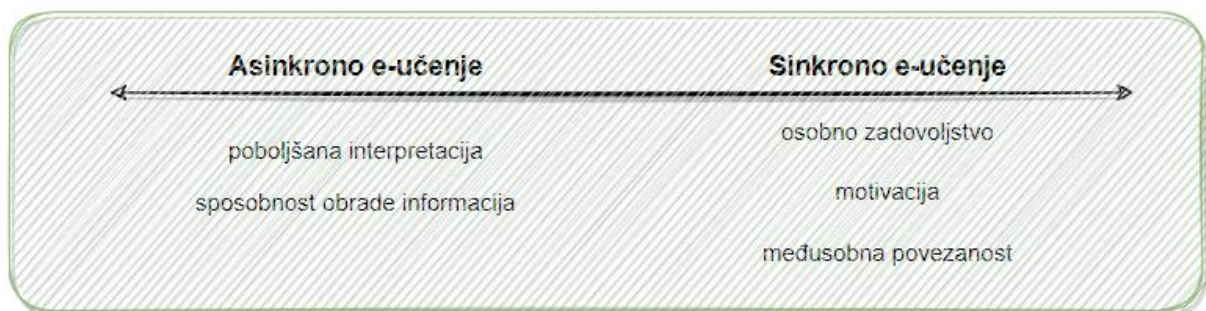 Asinkrono e-učenje
Sinkrono e-učenje
poboljšana interpretacija
sposobnost obrade informacija
osobno zadovoljstvo
motivacija
međusobna povezanost